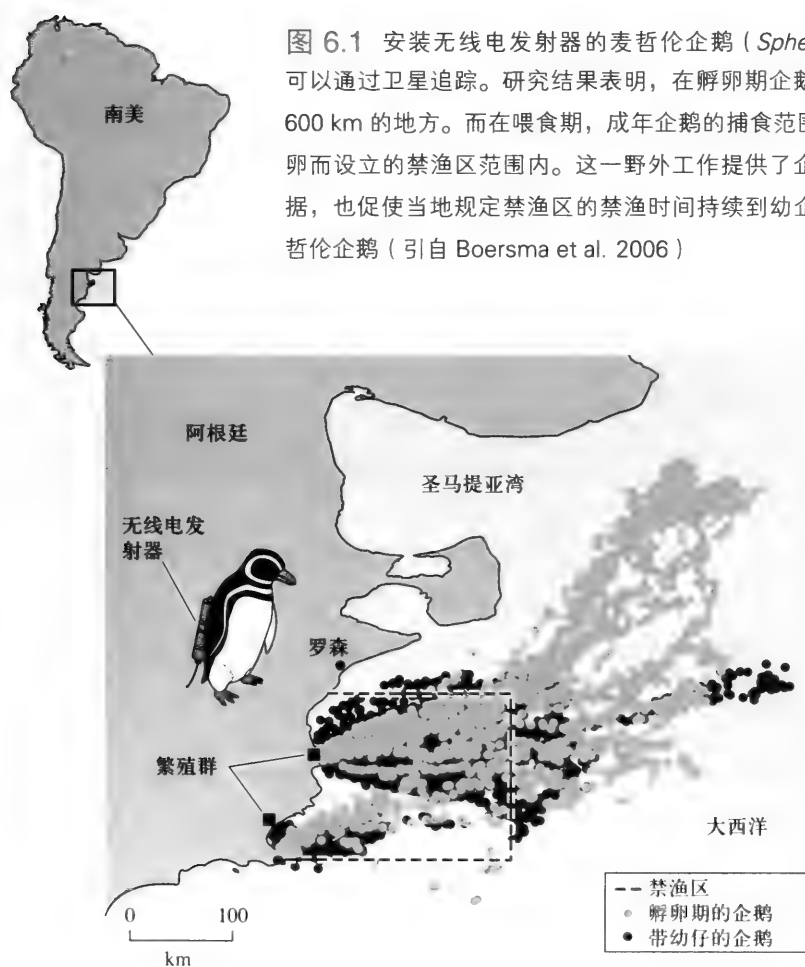 图 6.1 安装无线电发射器的麦哲伦企鹅（Sphe
可以通过卫星追踪。研究结果表明，在孵卵期企鹅
600 km 的地方。而在喂食期，成年企鹅的捕食范围
卵而设立的禁渔区范围内。这一野外工作提供了企
据，也促使当地规定禁渔区的禁渔时间持续到幼企
哲伦企鹅（引自 Boersma et al. 2006）
南美
阿根廷
圣马提亚湾
无线电发
射器
罗森
繁殖群
大西洋
禁渔区
孵卵期的企鹅
带幼仔的企鹅
0 100
km